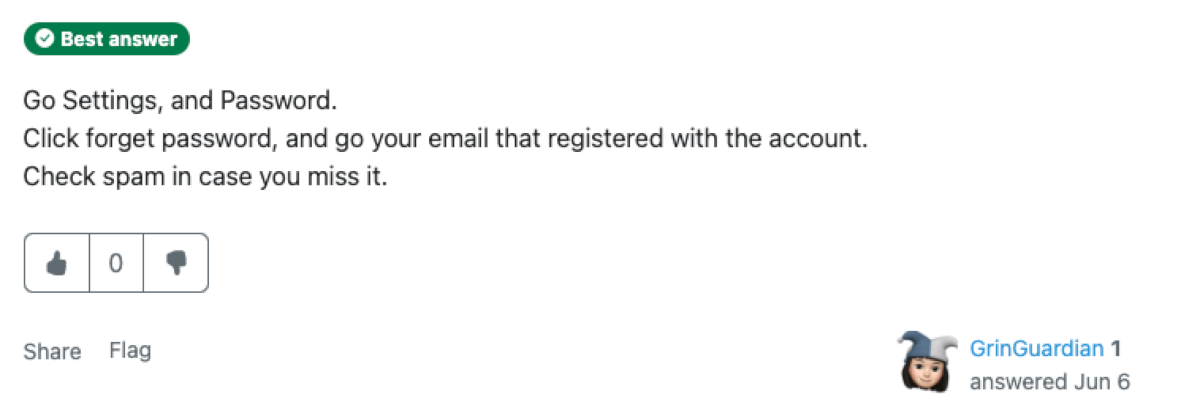 Best answer
Go Settings, and Password.
Click forget password, and go your email that registered with the account.
Check spam in case you miss it.
0
Share Flag
GrinGuardian 1
answered Jun 6